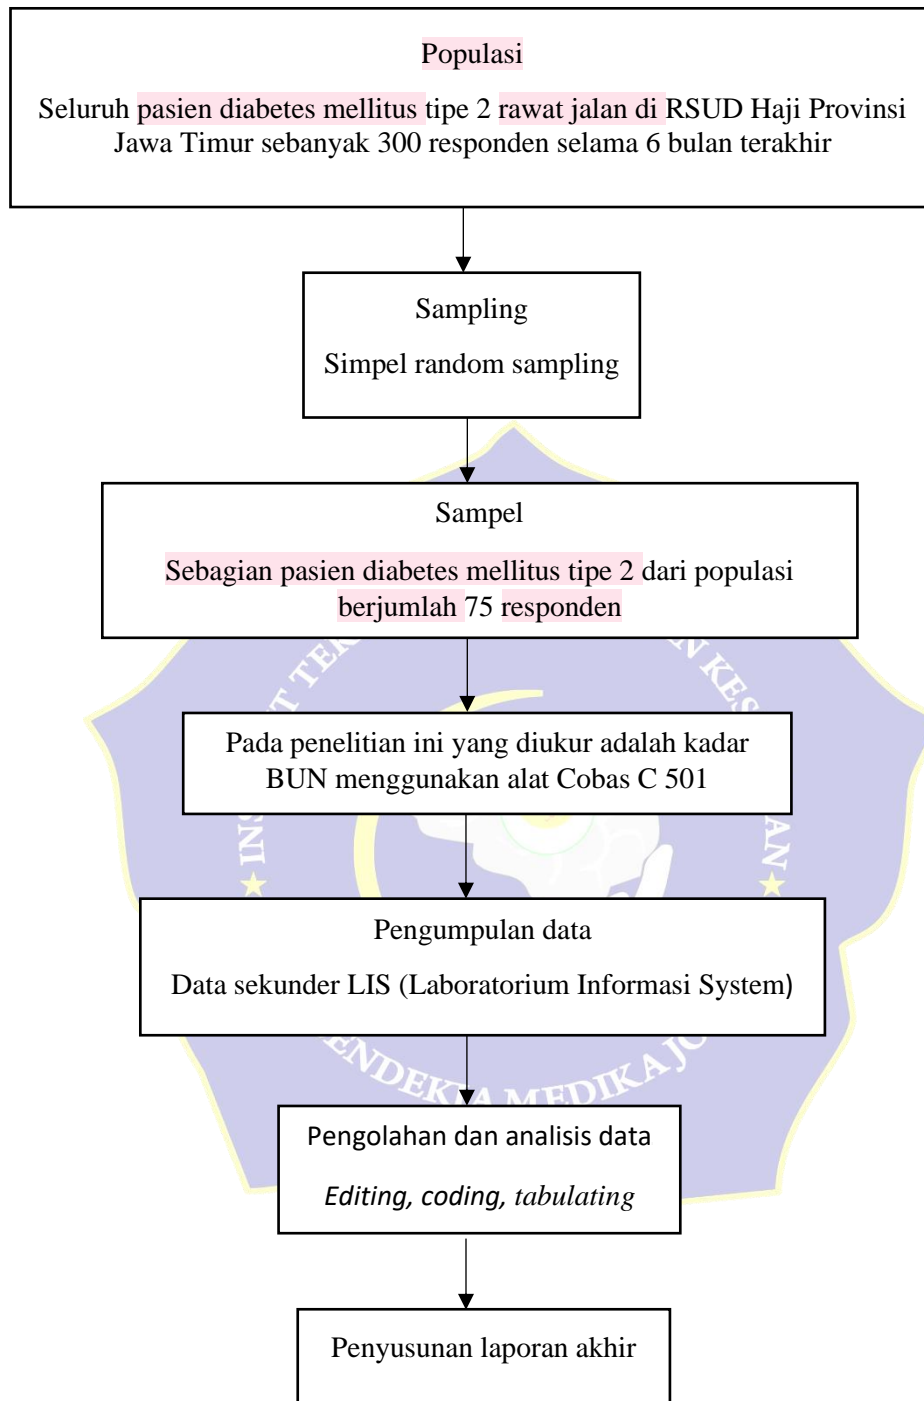 Populasi
Seluruh pasien diabetes mellitus tipe 2 rawat jalan di RSUD Haji Provinsi
Jawa Timur sebanyak 300 responden selama 6 bulan terakhir
Sampling
Simpel random sampling
Sampel
Sebagian pasien diabetes mellitus tipe 2 dari populasi
berjumlah 75 responden
Pada penelitian ini yang diukur adalah kadar
BUN menggunakan alat Cobas C 501
Pengumpulan data
Data sekunder LIS (Laboratorium Informasi System)
Pengolahan dan analisis data
Editing, coding, tabulating
Penyusunan laporan akhir
MEDIKA